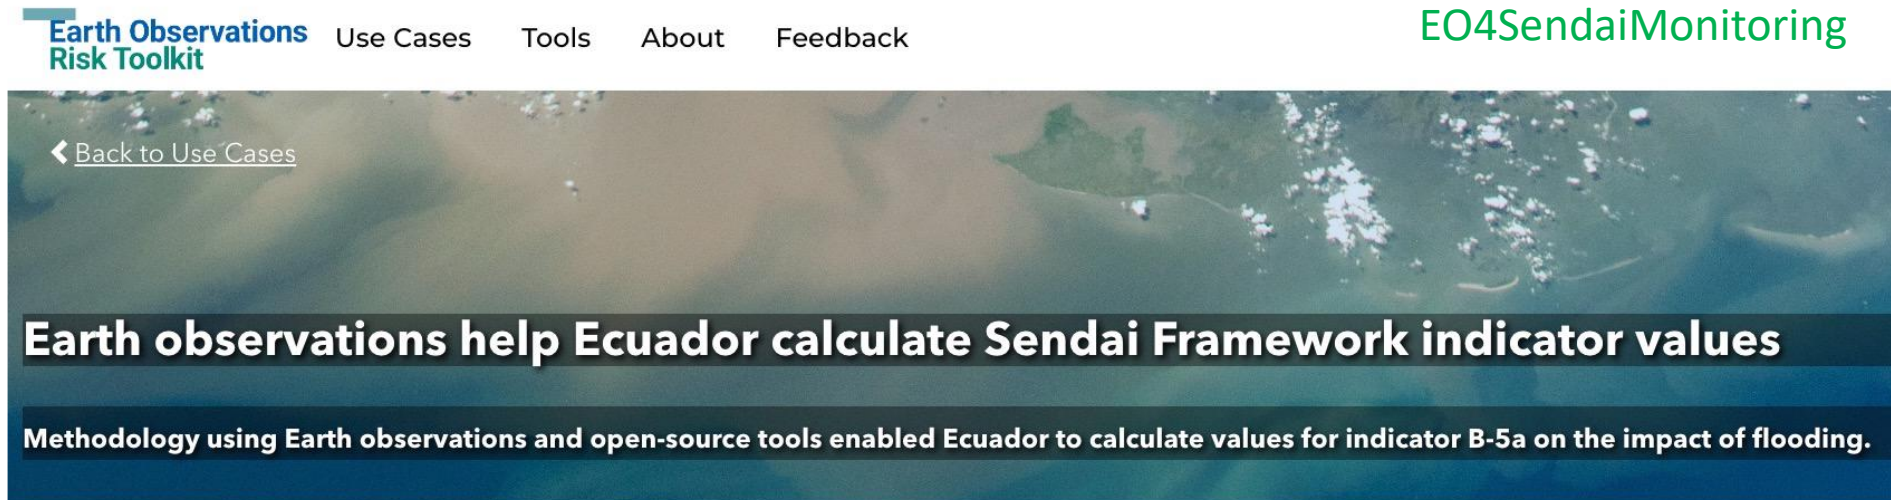 Earth Observations
Risk Toolkit
Use Cases Tools About Feedback
EO4SendaiMonitoring
Back to Use Cases
Earth observations help Ecuador calculate Sendai Framework indicator values
Methodology using Earth observations and open-source tools enabled Ecuador to calculate values for indicator B-5a on the impact of flooding.